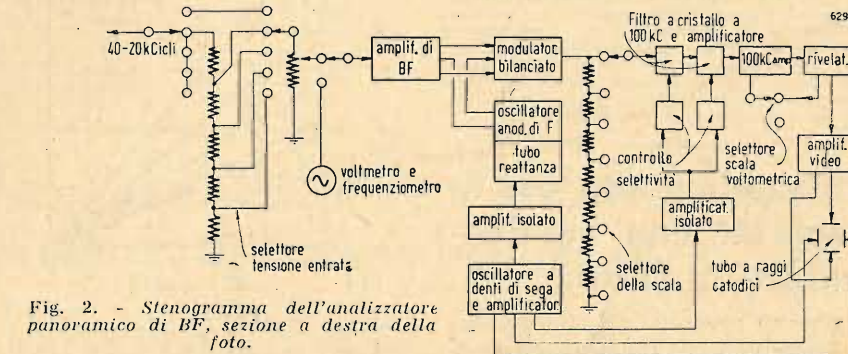 629
40-20kCicli
amplif. di
BF
modulator.
bilanciato
Filtro a cristallo a
100 kC e amplificatore
100kC amp
rivelat.
oscillatore
anod. di F
tubo
reattanza
voltmetro e
frequenziometro
controllo
selettività
selettore
scala
voltometrica
amplif.
video
amplif. isolato
amplificat.
isolato
selettore
tensione entrata
oscillatore a
denti di sega
e amplificator.
selettore
della scala
tubo a raggi
catodici
Fig. 2. - Stenogramma dell'analizzatore
panoramico di BF, sezione a destra della
foto.